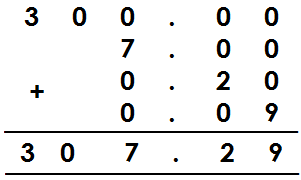 3 0 0 . 0 0
7 . 0 0
0 . 2 0
+ 0 . 0 9
3 0 7 . 2 9